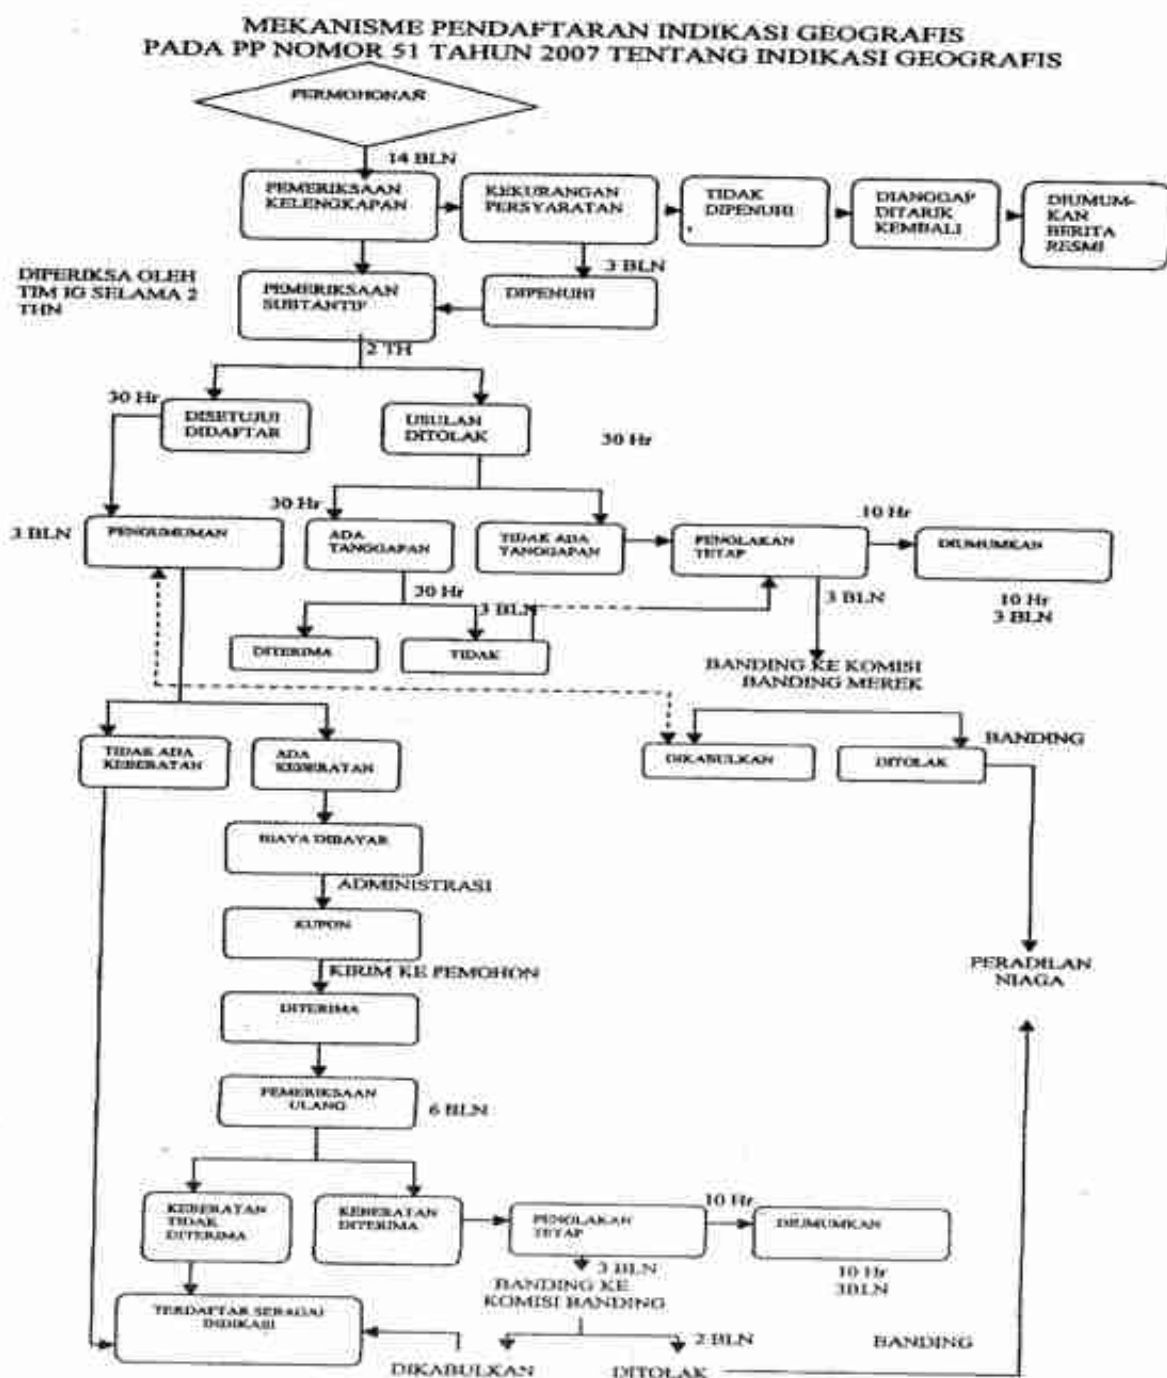 MEKANISME PENDAFTARAN INDIKASI GEOGRAFIS
PADA PP NOMOR 51 TAHUN 2007 TENTANG INDIKASI GEOGRAFIS
PERMOHONAN
14 BLN
PEMERIKSAAN
KELENGKAPAN
KEKURANGAN
PERSYARATAN
TIDAK
DIPENUHI
DIANGGAP
DITARIK
KEMBALI
DIUMUM-
KAN
BERITA
RESMI
DIPERIKSA OLEH
TIM IG SELAMA 2
THN
PEMERIKSAAN
SUBTANTIF
3 BLN
DIPENUHI
2 TH
30 Hr
DISETUJUI
DIDAFTAR
USULAN
DITOLAK
30 Hr
3 BLN
PENGUMUMAN
30 Hr
ADA
TANGGAPAN
TIDAK ADA
TANGGAPAN
PENOLAKAN
TETAP
10 Hr
DIUMUMKAN
10 Hr
3 BLN
30 Hr
3 BLN
DITERIMA
TIDAK
3 BLN
BANDING KE KOMISI
BANDING MEREK
TIDAK ADA
KEBERATAN
ADA
KEBERATAN
DIKABULKAN
DITOLAK
BANDING
BIAYA DIBAYAR
ADMINISTRASI
KUPON
KIRIM KE PEMOHON
DITERIMA
PERADILAN
NIAGA
PEMERIKSAAN
ULANG
6 BLN
KEBERATAN
TIDAK
DITERIMA
KEBERATAN
DITERIMA
PENOLAKAN
TETAP
10 Hr
DIUMUMKAN
10 Hr
3BLN
3 BLN
BANDING KE
KOMISI BANDING
TERDAFTAR SEBAGAI
INDIKASI
2 BLN
BANDING
DIKABULKAN
DITOLAK